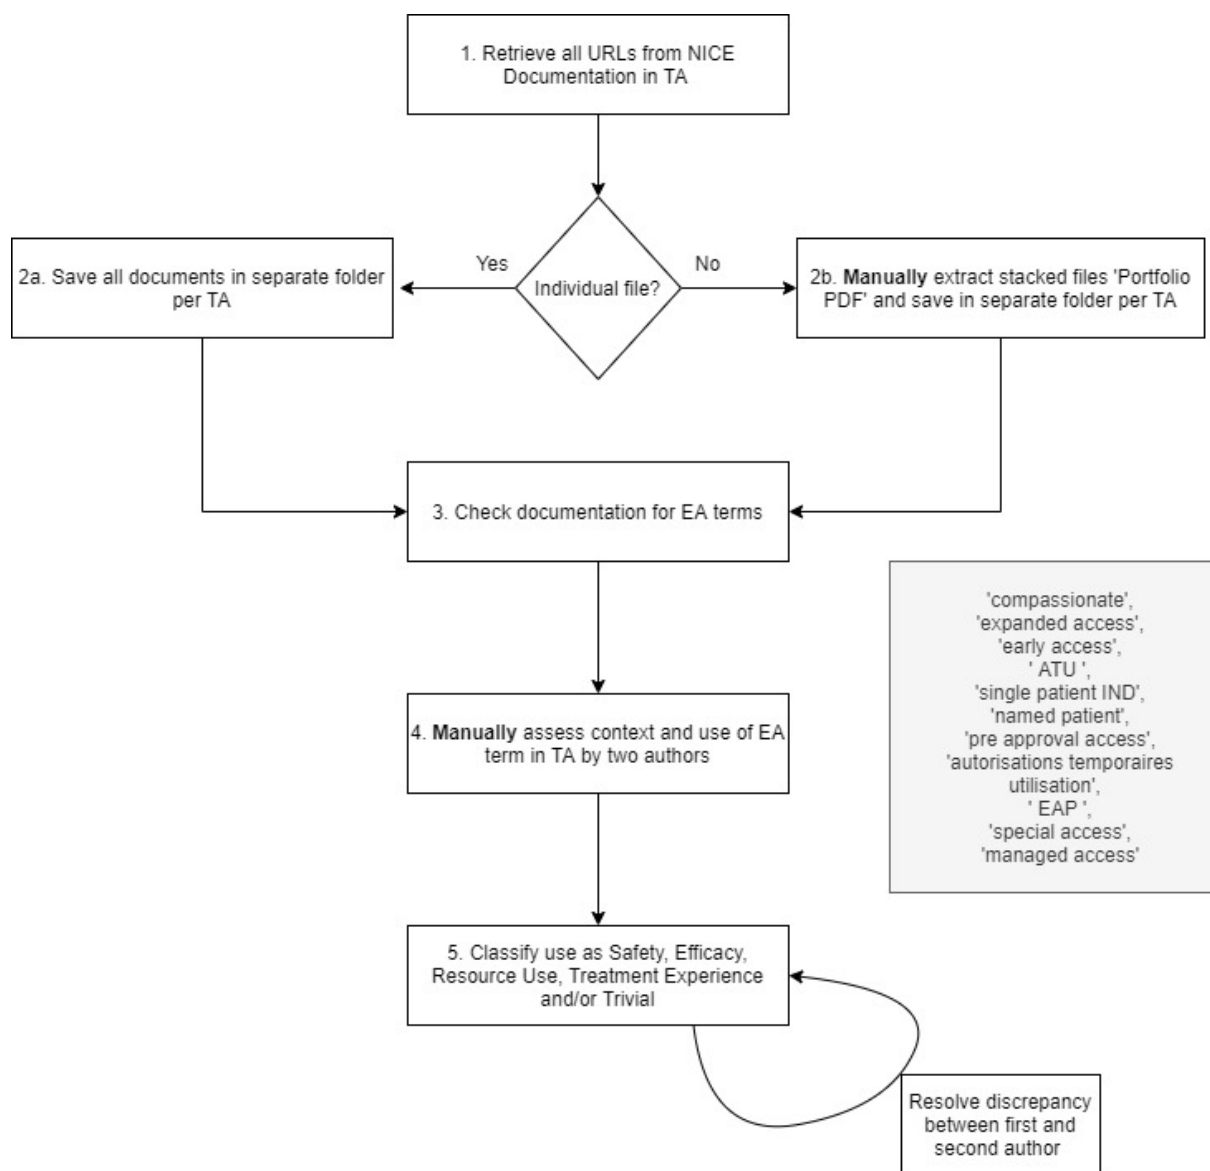 1. Retrieve all URLs from NICE
Documentation in TA
Yes
No
Individual file?
2a. Save all documents in separate folder
per TA
2b. Manually extract stacked files 'Portfolio
PDF' and save in separate folder per TA
3. Check documentation for EA terms
'compassionate',
'expanded access',
'early access',
' ATU ',
'single patient IND',
'named patient',
'pre approval access',
'autorisations temporaires
utilisation',
' EAP ',
'special access',
'managed access'
4. Manually assess context and use of EA
term in TA by two authors
5. Classify use as Safety, Efficacy,
Resource Use, Treatment Experience
and/or Trivial
Resolve discrepancy
between first and
second author